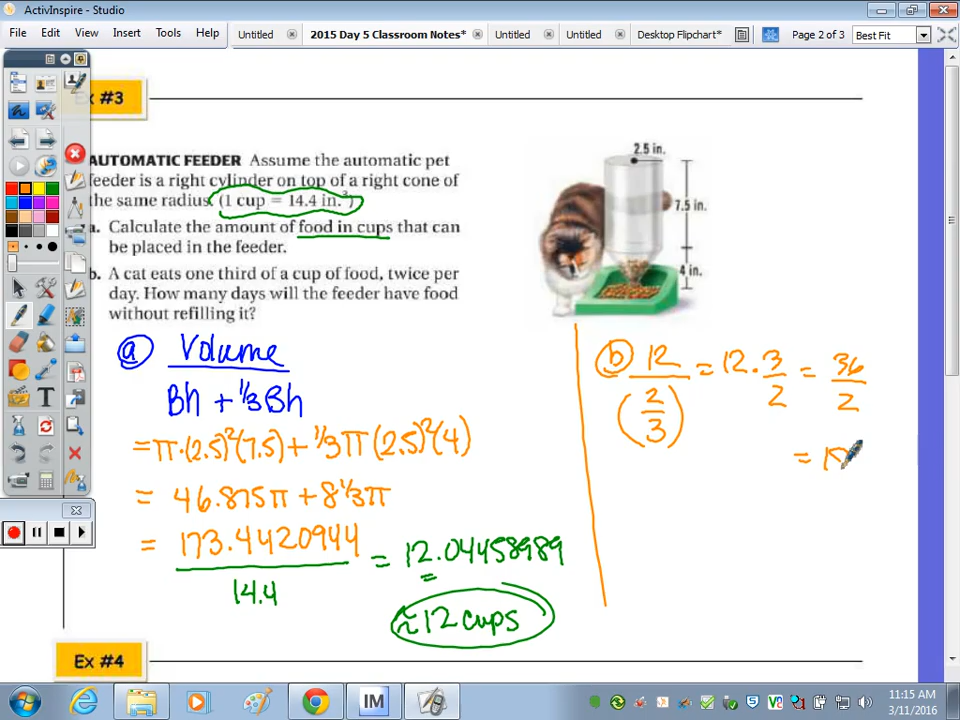 ActivInspire - Studio
File Edit View Insert Tools Help Untitled 2015 Day 5 Classroom Notes* Untitled Untitled Desktop Flipchart* Page 2 of 3 Best Fit
Ex #3
AUTOMATIC FEEDER Assume the automatic pet
feeder is a right cylinder on top of a right cone of
the same radius. (1 cup = 14.4 in.³)
a. Calculate the amount of food in cups that can
be placed in the feeder.
b. A cat eats one third of a cup of food, twice per
day. How many days will the feeder have food
without refilling it?
2.5 in.
7.5 in.
4 in.
a Volume
Bh + 1/3 Bh
= π·(2.5)²(7.5) + 1/3 π (2.5)²(4)
= 46.875π + 8 1/3 π
= 173.4420944 / 14.4 = 12.04458989
≈ 12 cups
b 12 / (2/3) = 12 · 3/2 = 36/2
= 18
Ex #4
IM
11:15 AM
3/11/2016